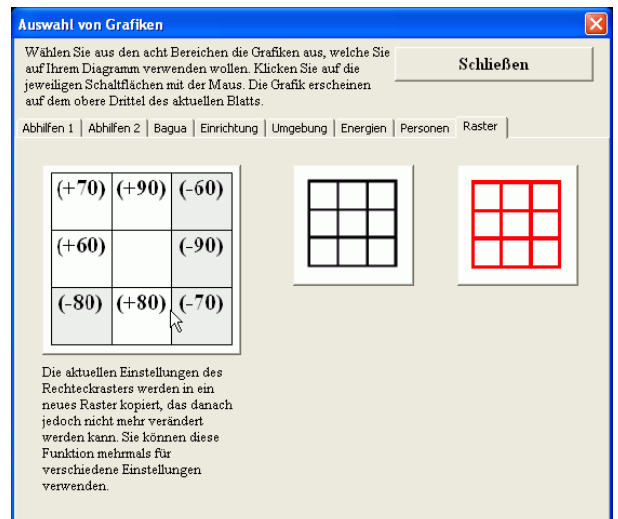 Auswahl von Grafiken
Wählen Sie aus den acht Bereichen die Grafiken aus, welche Sie
auf Ihrem Diagramm verwenden wollen. Klicken Sie auf die
jeweiligen Schaltflächen mit der Maus. Die Grafik erscheinen
auf dem obere Drittel des aktuellen Blatts.
Schließen
Abhilfen 1 Abhilfen 2 Bagua Einrichtung Umgebung Energien Personen Raster
(+70) (+90) (-60)
(+60) (-90)
(-80) (+80) (-70)
Die aktuellen Einstellungen des
Rechteckrasters werden in ein
neues Raster kopiert, das danach
jedoch nicht mehr verändert
werden kann. Sie können diese
Funktion mehrmals für
verschiedene Einstellungen
verwenden.